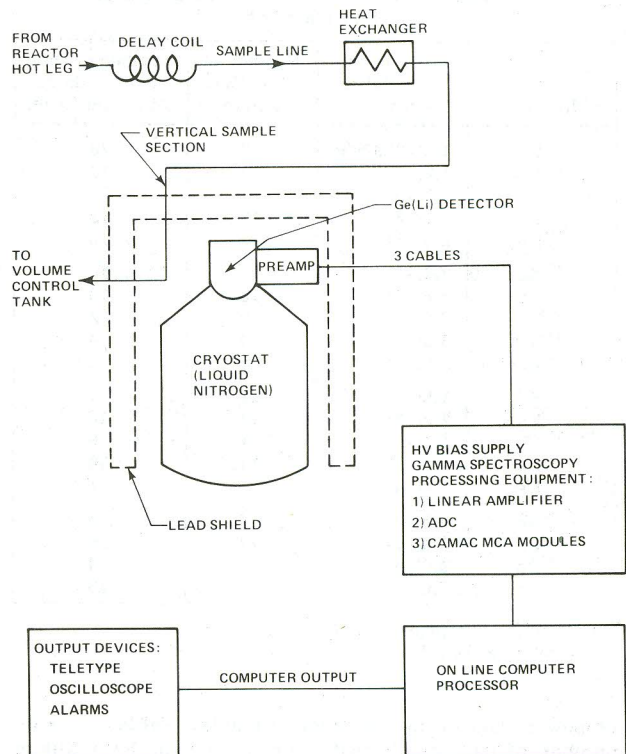 FROM
REACTOR
HOT LEG
DELAY COIL
SAMPLE LINE
HEAT
EXCHANGER
VERTICAL SAMPLE
SECTION
Ge(Li) DETECTOR
TO
VOLUME
CONTROL
TANK
PREAMP
3 CABLES
CRYOSTAT
(LIQUID
NITROGEN)
LEAD SHIELD
HV BIAS SUPPLY
GAMMA SPECTROSCOPY
PROCESSING EQUIPMENT:
1) LINEAR AMPLIFIER
2) ADC
3) CAMAC MCA MODULES
OUTPUT DEVICES:
TELETYPE
OSCILLOSCOPE
ALARMS
COMPUTER OUTPUT
ON LINE COMPUTER
PROCESSOR